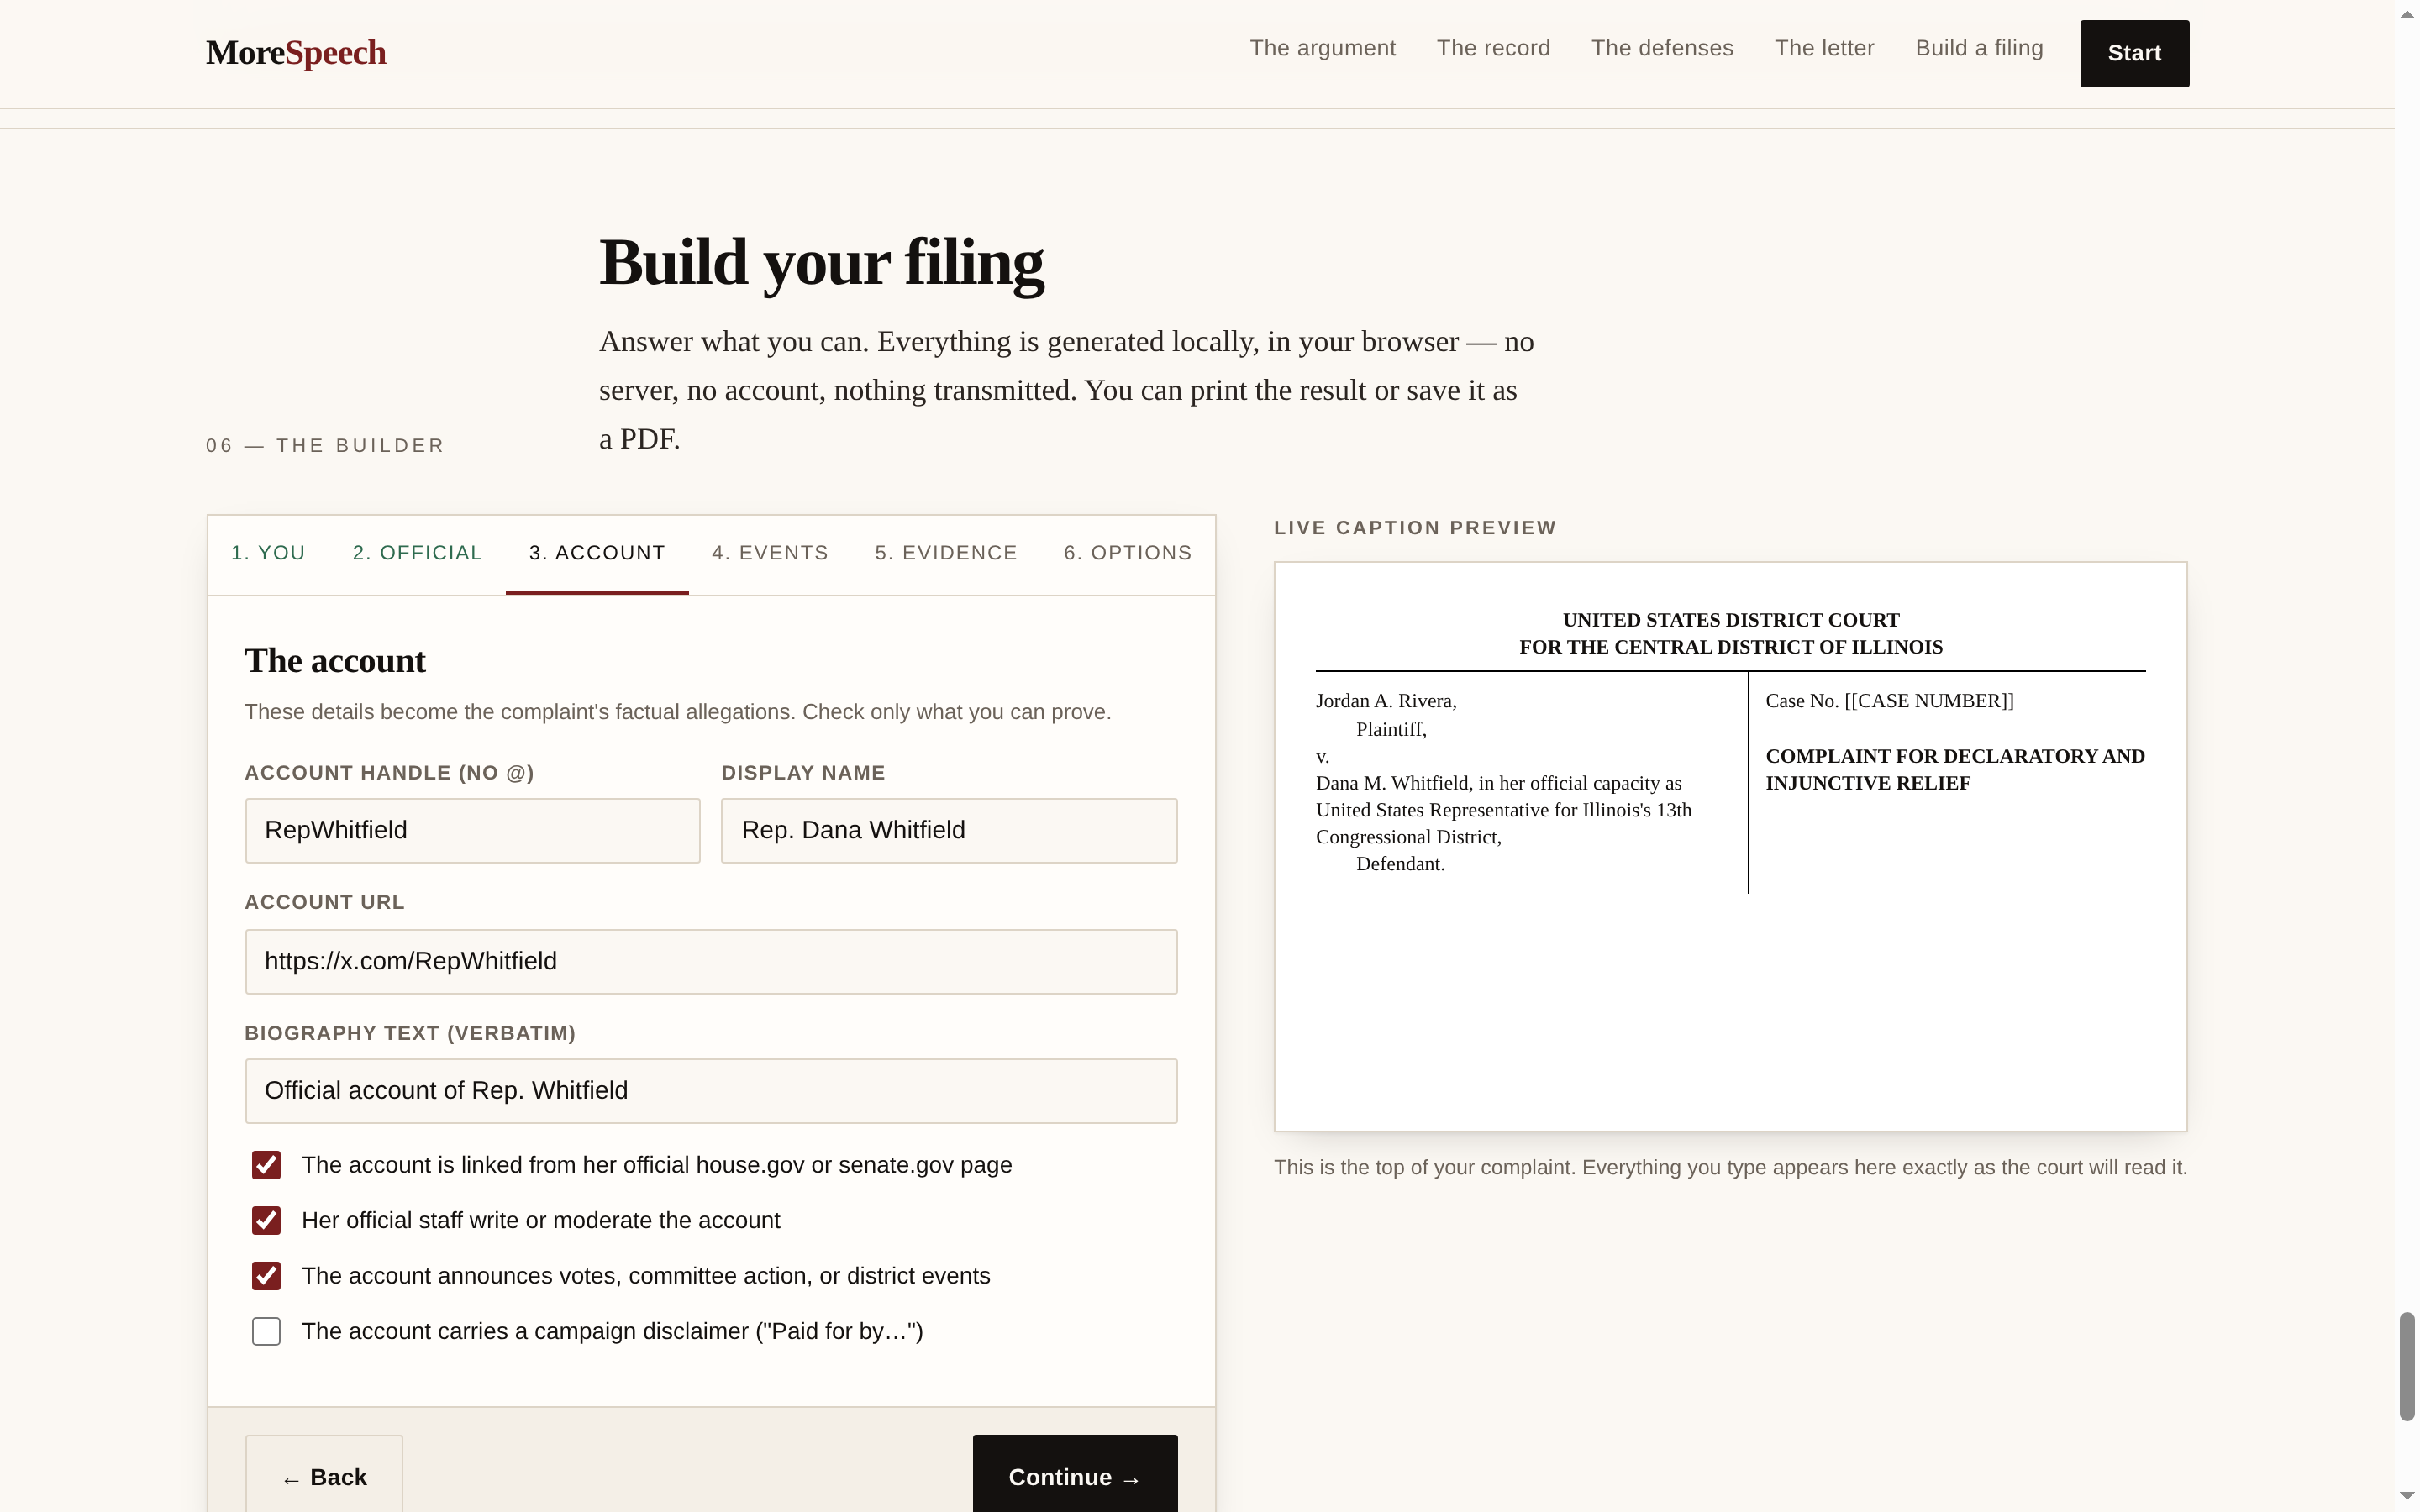 MoreSpeech
The argument
The record
The defenses
The letter
Build a filing
Start
Build your filing
Answer what you can. Everything is generated locally, in your browser — no
server, no account, nothing transmitted. You can print the result or save it as
a PDF.
06 — THE BUILDER
1. YOU
2. OFFICIAL
3. ACCOUNT
4. EVENTS
5. EVIDENCE
6. OPTIONS
The account
These details become the complaint's factual allegations. Check only what you can prove.
ACCOUNT HANDLE (NO @)
DISPLAY NAME
RepWhitfield
Rep. Dana Whitfield
ACCOUNT URL
https://x.com/RepWhitfield
BIOGRAPHY TEXT (VERBATIM)
Official account of Rep. Whitfield
The account is linked from her official house.gov or senate.gov page
Her official staff write or moderate the account
The account announces votes, committee action, or district events
The account carries a campaign disclaimer ("Paid for by…")
← Back
Continue →
LIVE CAPTION PREVIEW
UNITED STATES DISTRICT COURT
FOR THE CENTRAL DISTRICT OF ILLINOIS
Jordan A. Rivera,
Plaintiff,
v.
Dana M. Whitfield, in her official capacity as
United States Representative for Illinois's 13th
Congressional District,
Defendant.
Case No. [[CASE NUMBER]]
COMPLAINT FOR DECLARATORY AND
INJUNCTIVE RELIEF
This is the top of your complaint. Everything you type appears here exactly as the court will read it.